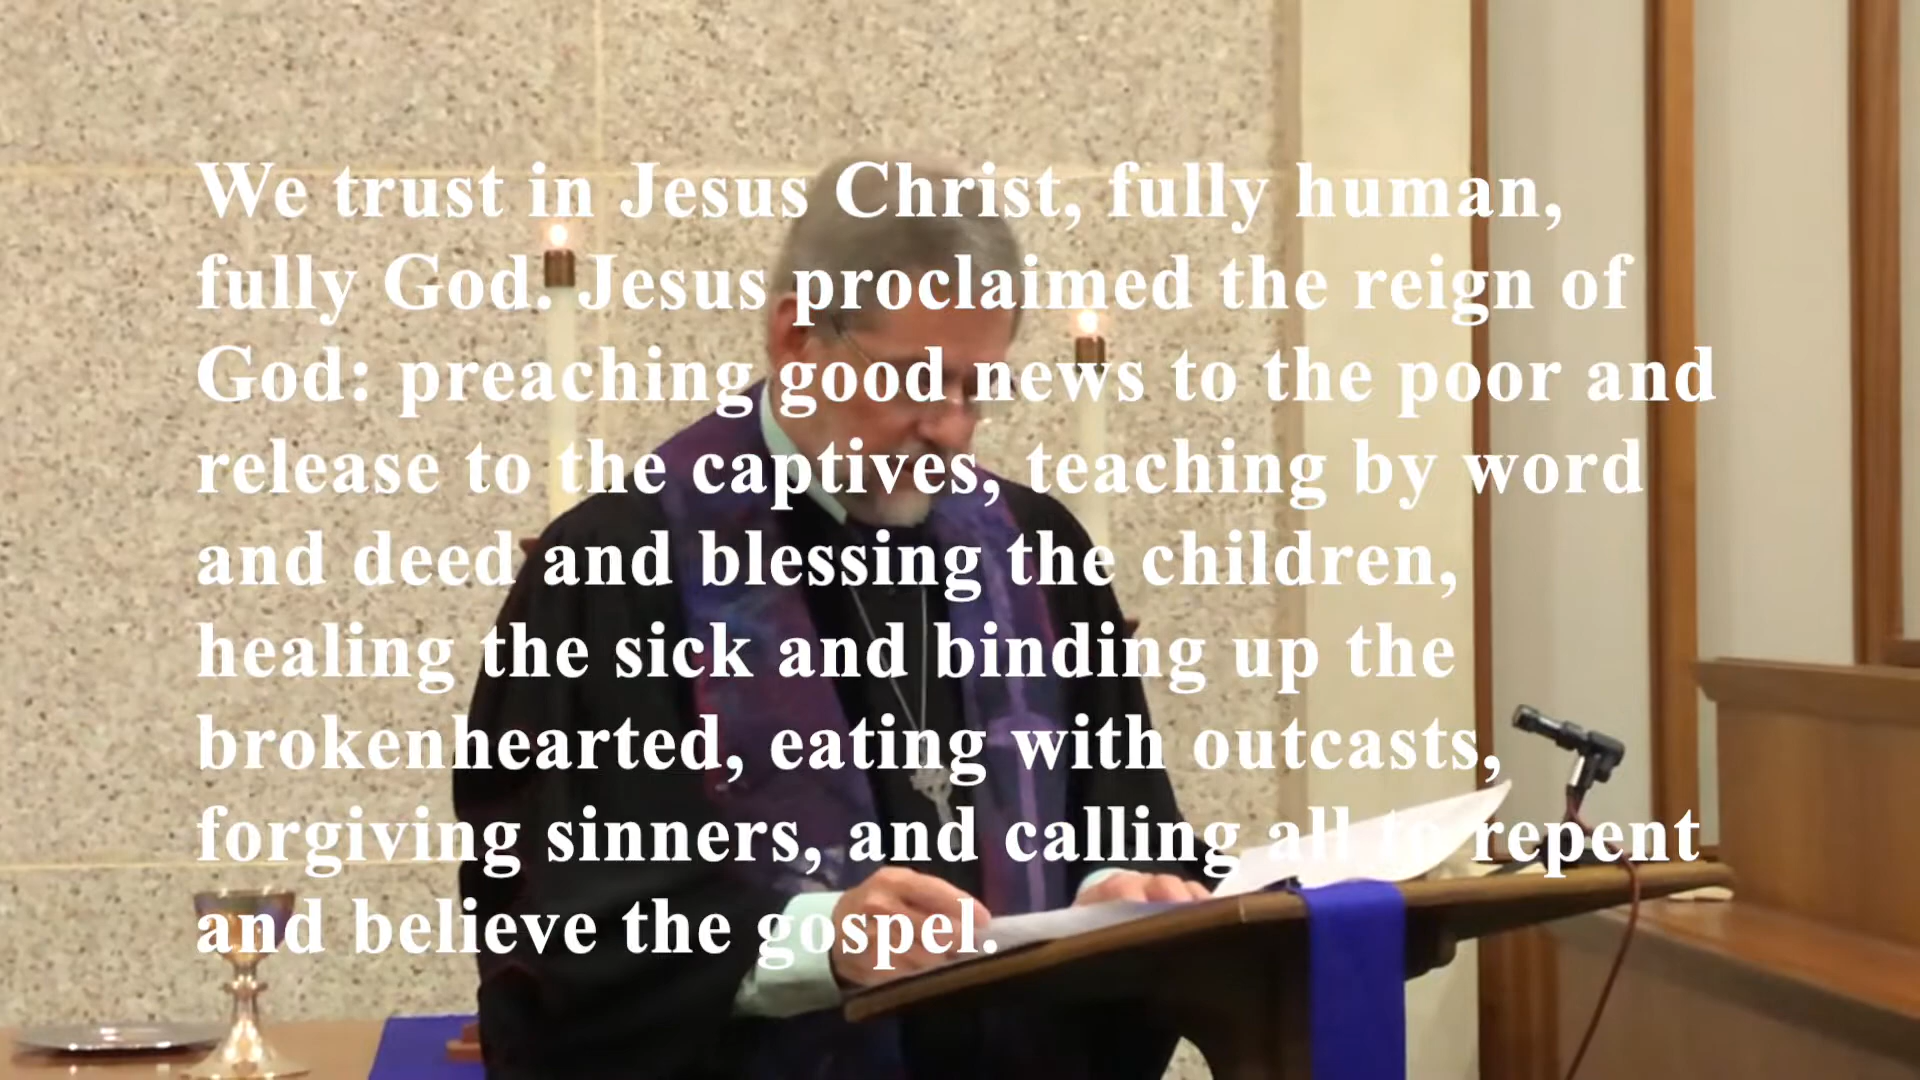 We trust in Jesus Christ, fully human,
fully God. Jesus proclaimed the reign of
God: preaching good news to the poor and
release to the captives, teaching by word
and deed and blessing the children,
healing the sick and binding up the
brokenhearted, eating with outcasts,
forgiving sinners, and calling all to repent
and believe the gospel.